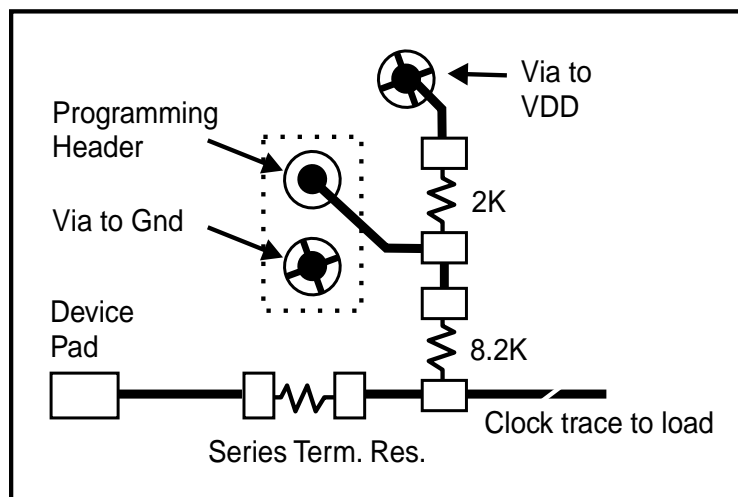 Via to
VDD
Programming
Header
2K
Via to Gnd
Device
Pad
8.2K
Clock trace to load
Series Term. Res.